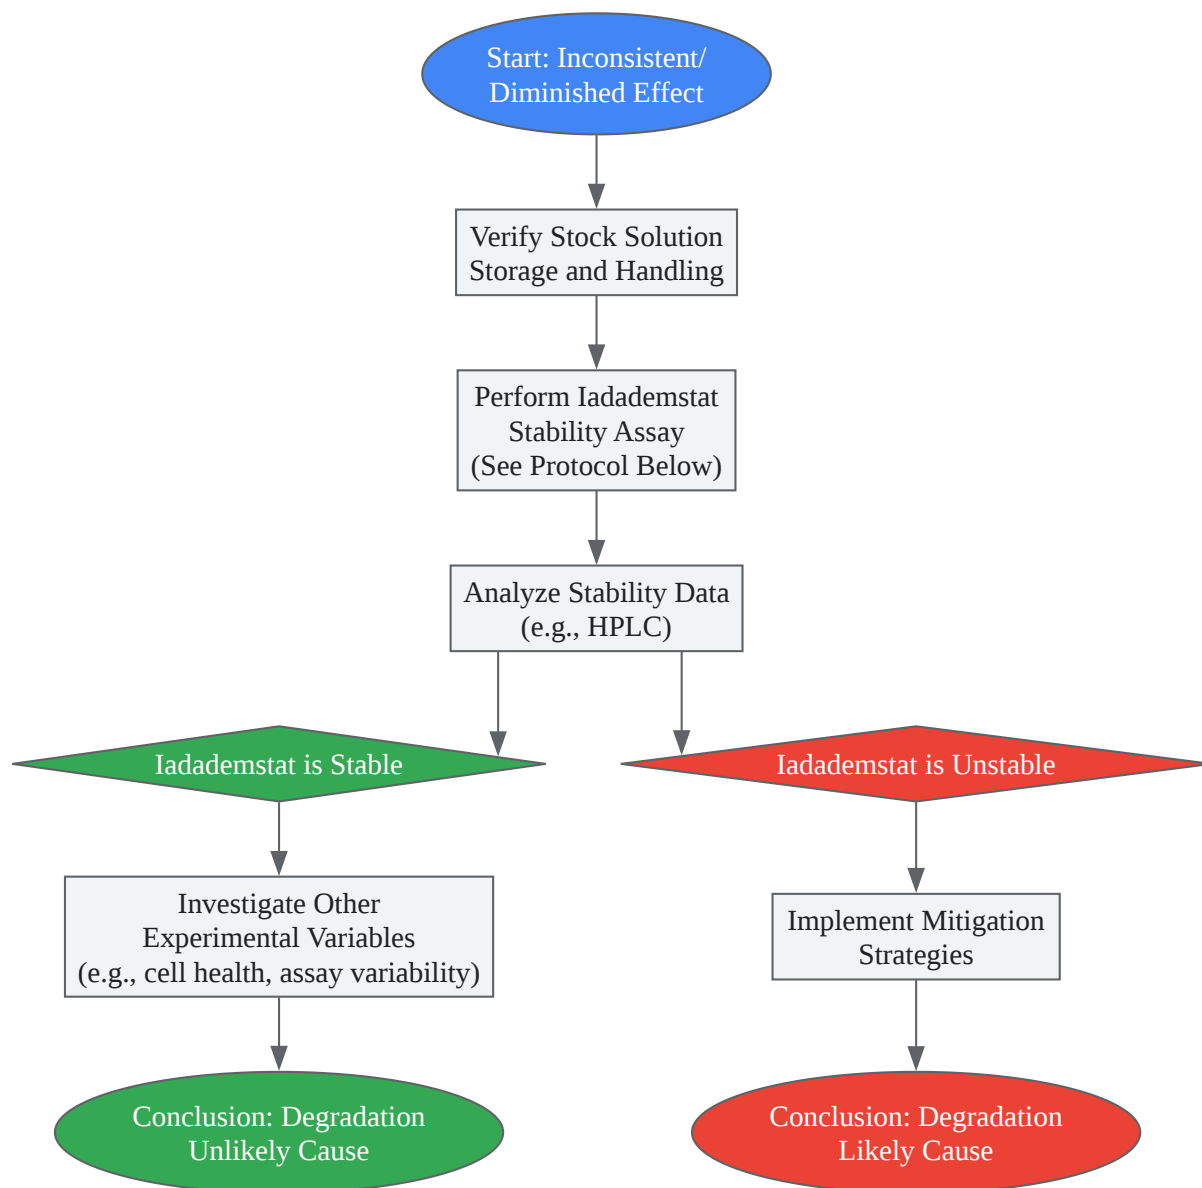 Start: Inconsistent/
Diminished Effect
Verify Stock Solution
Storage and Handling
Perform Iadademstat
Stability Assay
(See Protocol Below)
Analyze Stability Data
(e.g., HPLC)
Iadademstat is Stable
Iadademstat is Unstable
Investigate Other
Experimental Variables
(e.g., cell health, assay variability)
Implement Mitigation
Strategies
Conclusion: Degradation
Unlikely Cause
Conclusion: Degradation
Likely Cause